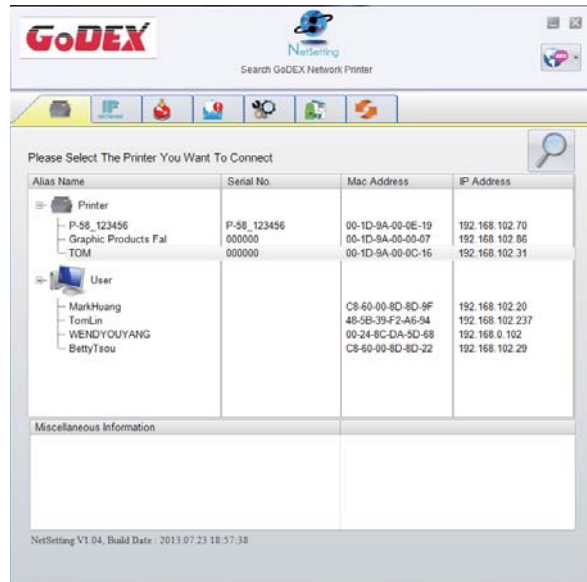 GoDEX
NetSetting
Search GoDEX Network Printer
IP
Please Select The Printer You Want To Connect
Alias Name Serial No. Mac Address IP Address
Printer
P-58_123456 P-58_123456 00-1D-9A-00-0E-19 192.168.102.70
Graphic Products Fal 000000 00-1D-9A-00-00-07 192.168.102.86
TOM 000000 00-1D-9A-00-0C-16 192.168.102.31
User
MarkHuang C8-60-00-8D-8D-9F 192.168.102.20
TomLin 48-5B-39-F2-A6-94 192.168.102.237
WENDYOUYANG 00-24-8C-DA-5D-68 192.168.0.102
BettyTsou C8-60-00-8D-8D-22 192.168.102.29
Miscellaneous Information
NetSetting V1.04, Build Date : 2013.07.23 18:57:38